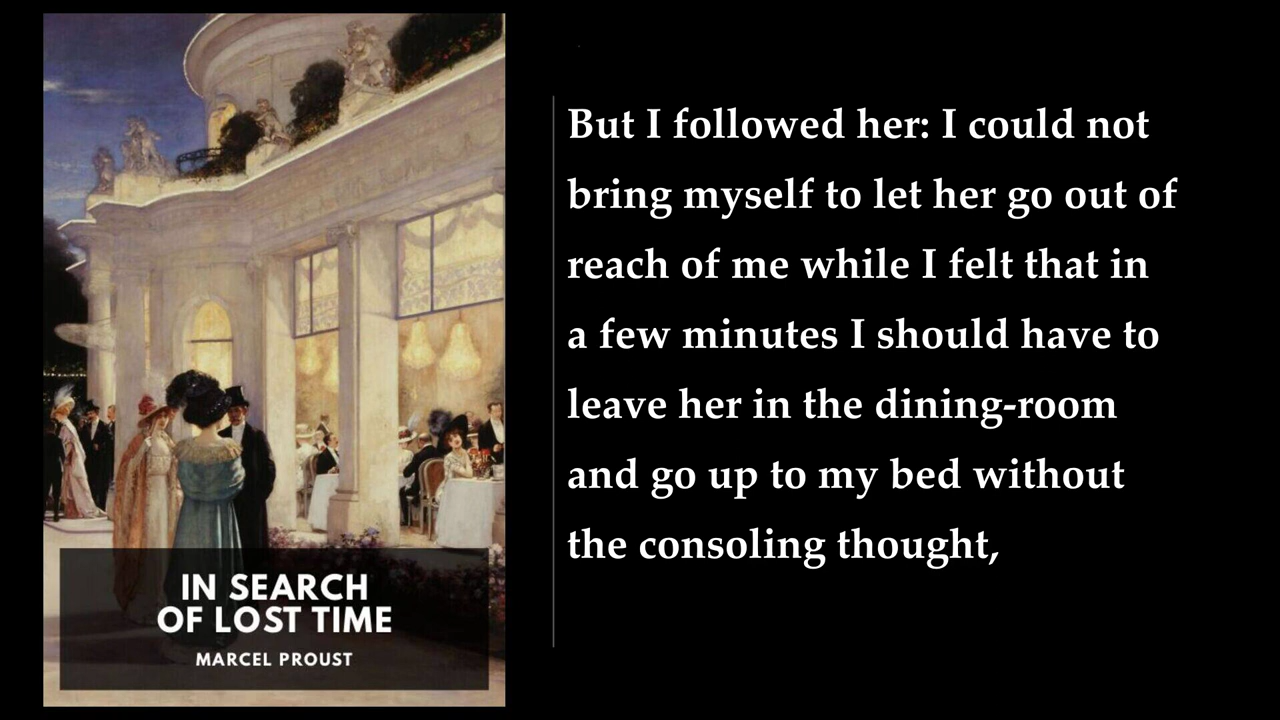 But I followed her: I could not
bring myself to let her go out of
reach of me while I felt that in
a few minutes I should have to
leave her in the dining-room
and go up to my bed without
the consoling thought,
IN SEARCH
OF LOST TIME
MARCEL PROUST